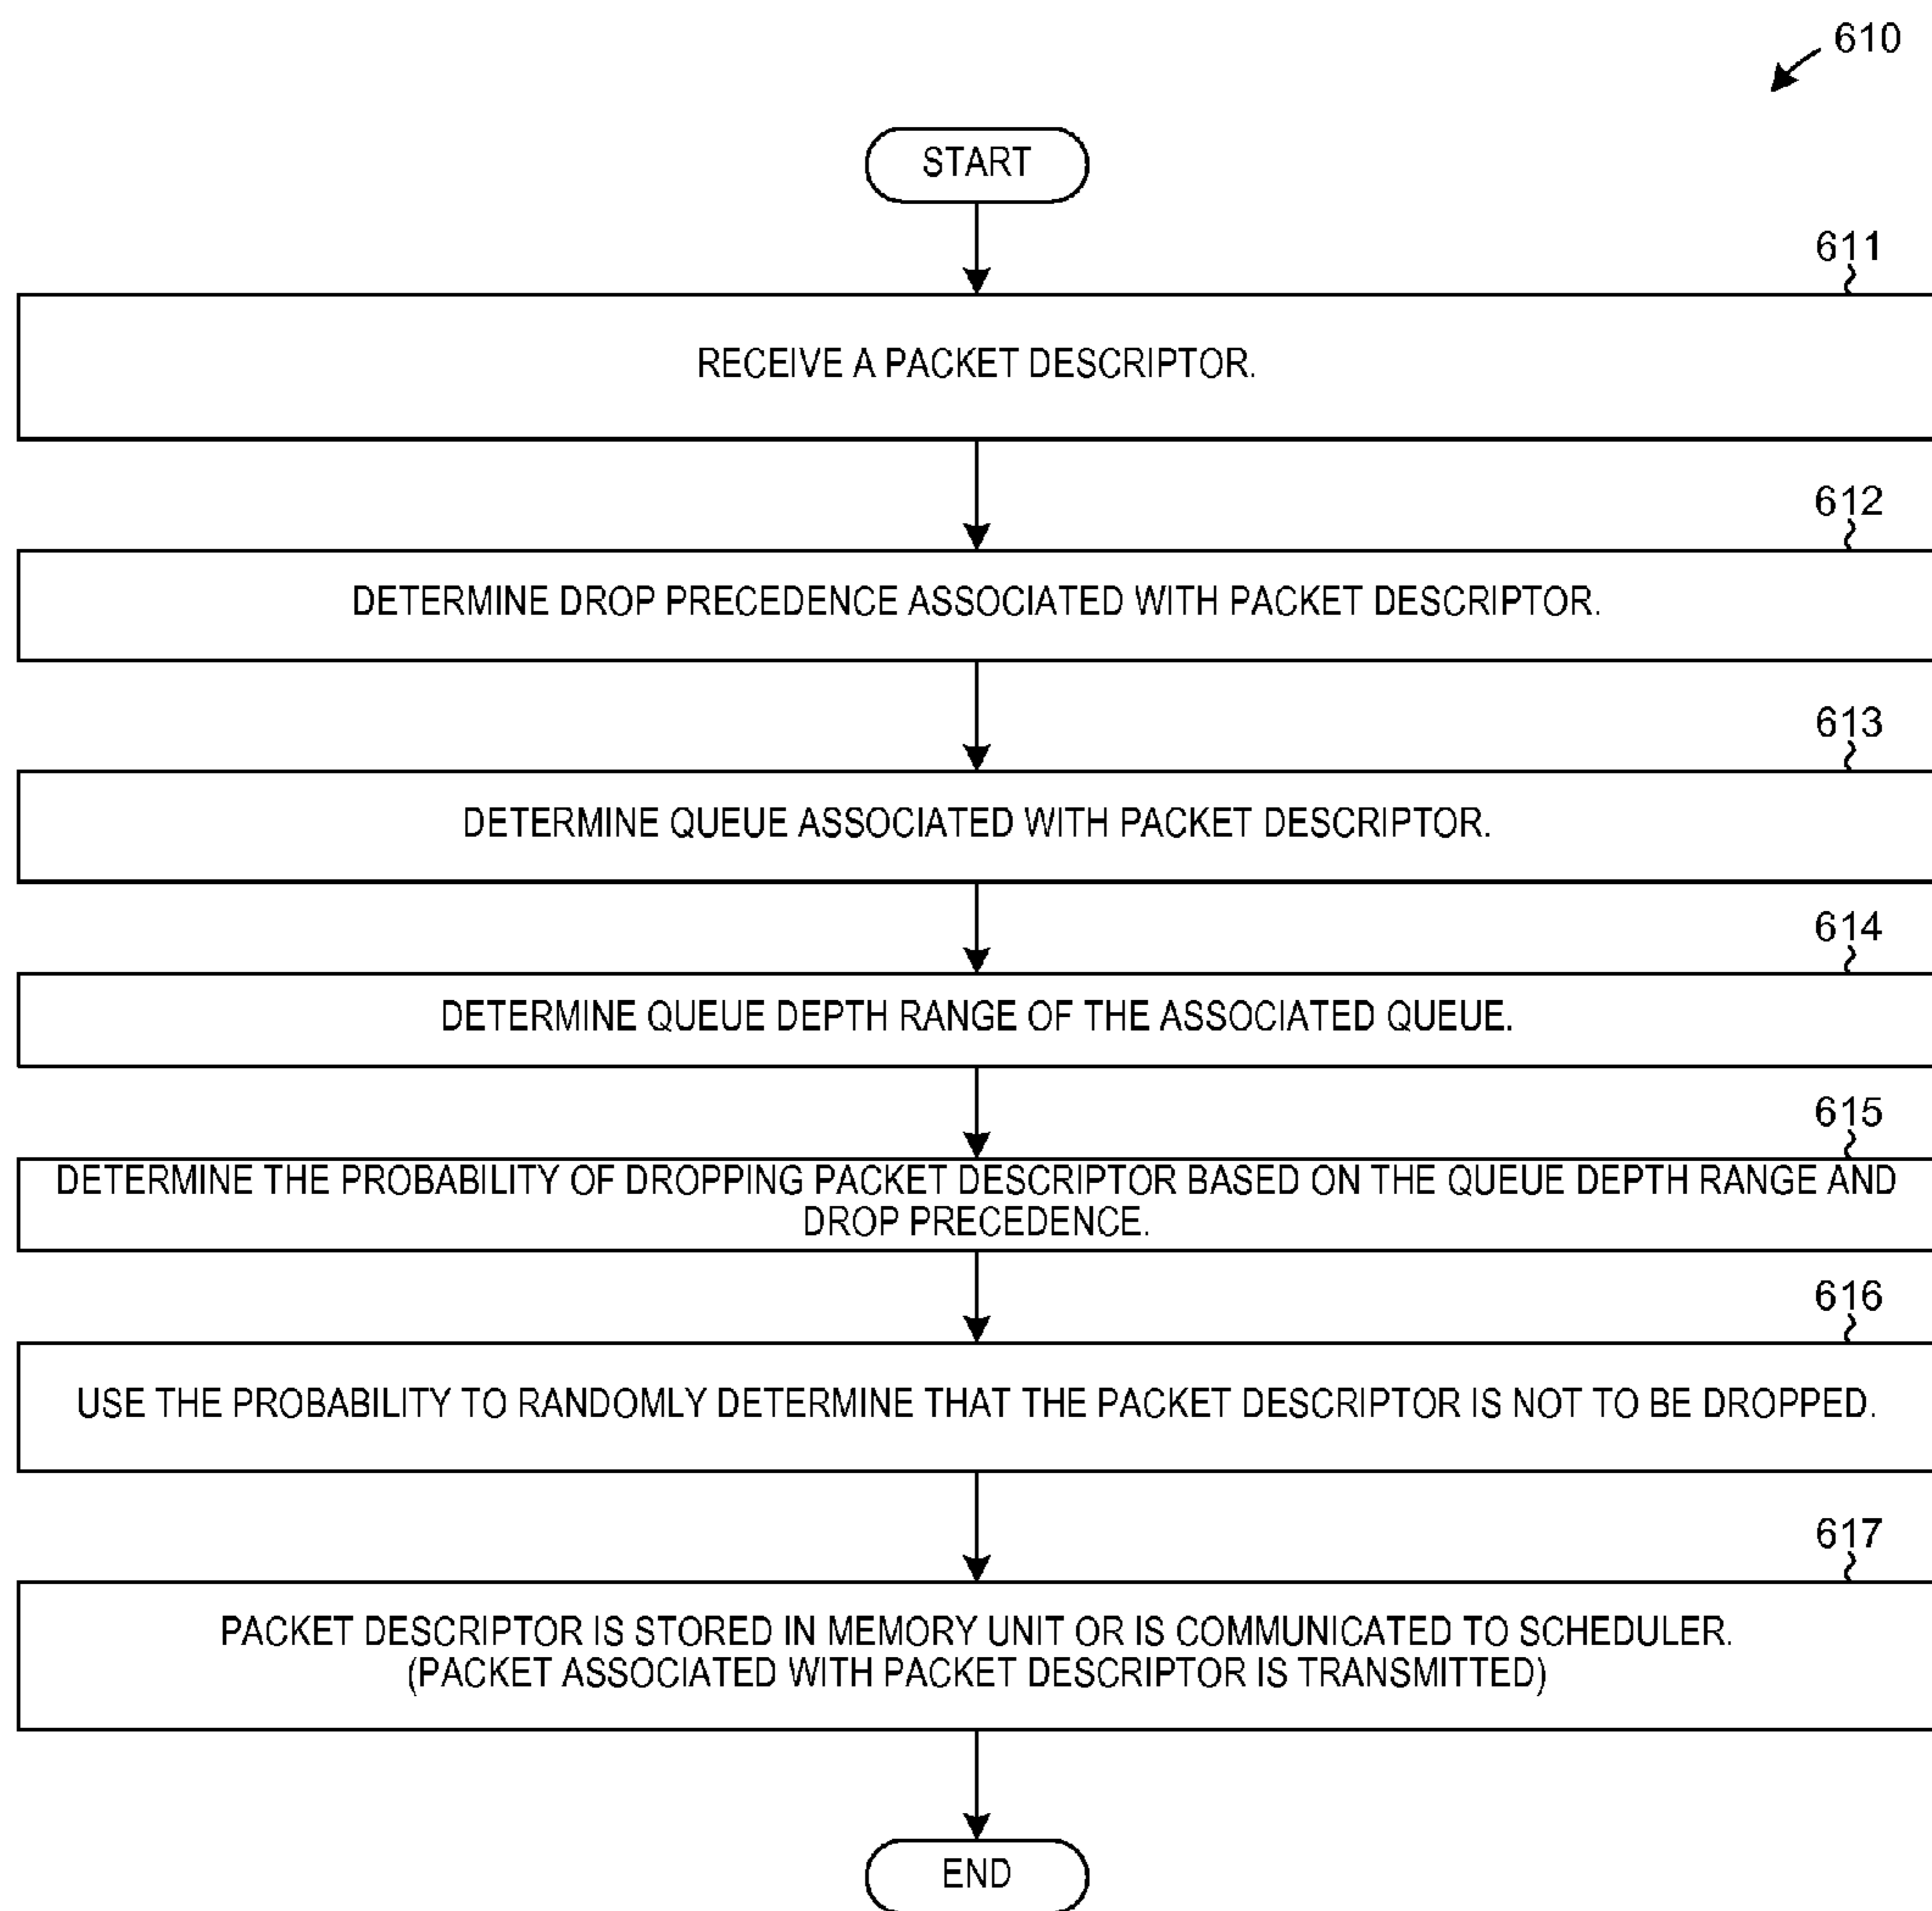 610
START
611
RECEIVE A PACKET DESCRIPTOR.
612
DETERMINE DROP PRECEDENCE ASSOCIATED WITH PACKET DESCRIPTOR.
613
DETERMINE QUEUE ASSOCIATED WITH PACKET DESCRIPTOR.
614
DETERMINE QUEUE DEPTH RANGE OF THE ASSOCIATED QUEUE.
615
DETERMINE THE PROBABILITY OF DROPPING PACKET DESCRIPTOR BASED ON THE QUEUE DEPTH RANGE AND
DROP PRECEDENCE.
616
USE THE PROBABILITY TO RANDOMLY DETERMINE THAT THE PACKET DESCRIPTOR IS NOT TO BE DROPPED.
617
PACKET DESCRIPTOR IS STORED IN MEMORY UNIT OR IS COMMUNICATED TO SCHEDULER.
(PACKET ASSOCIATED WITH PACKET DESCRIPTOR IS TRANSMITTED)
END